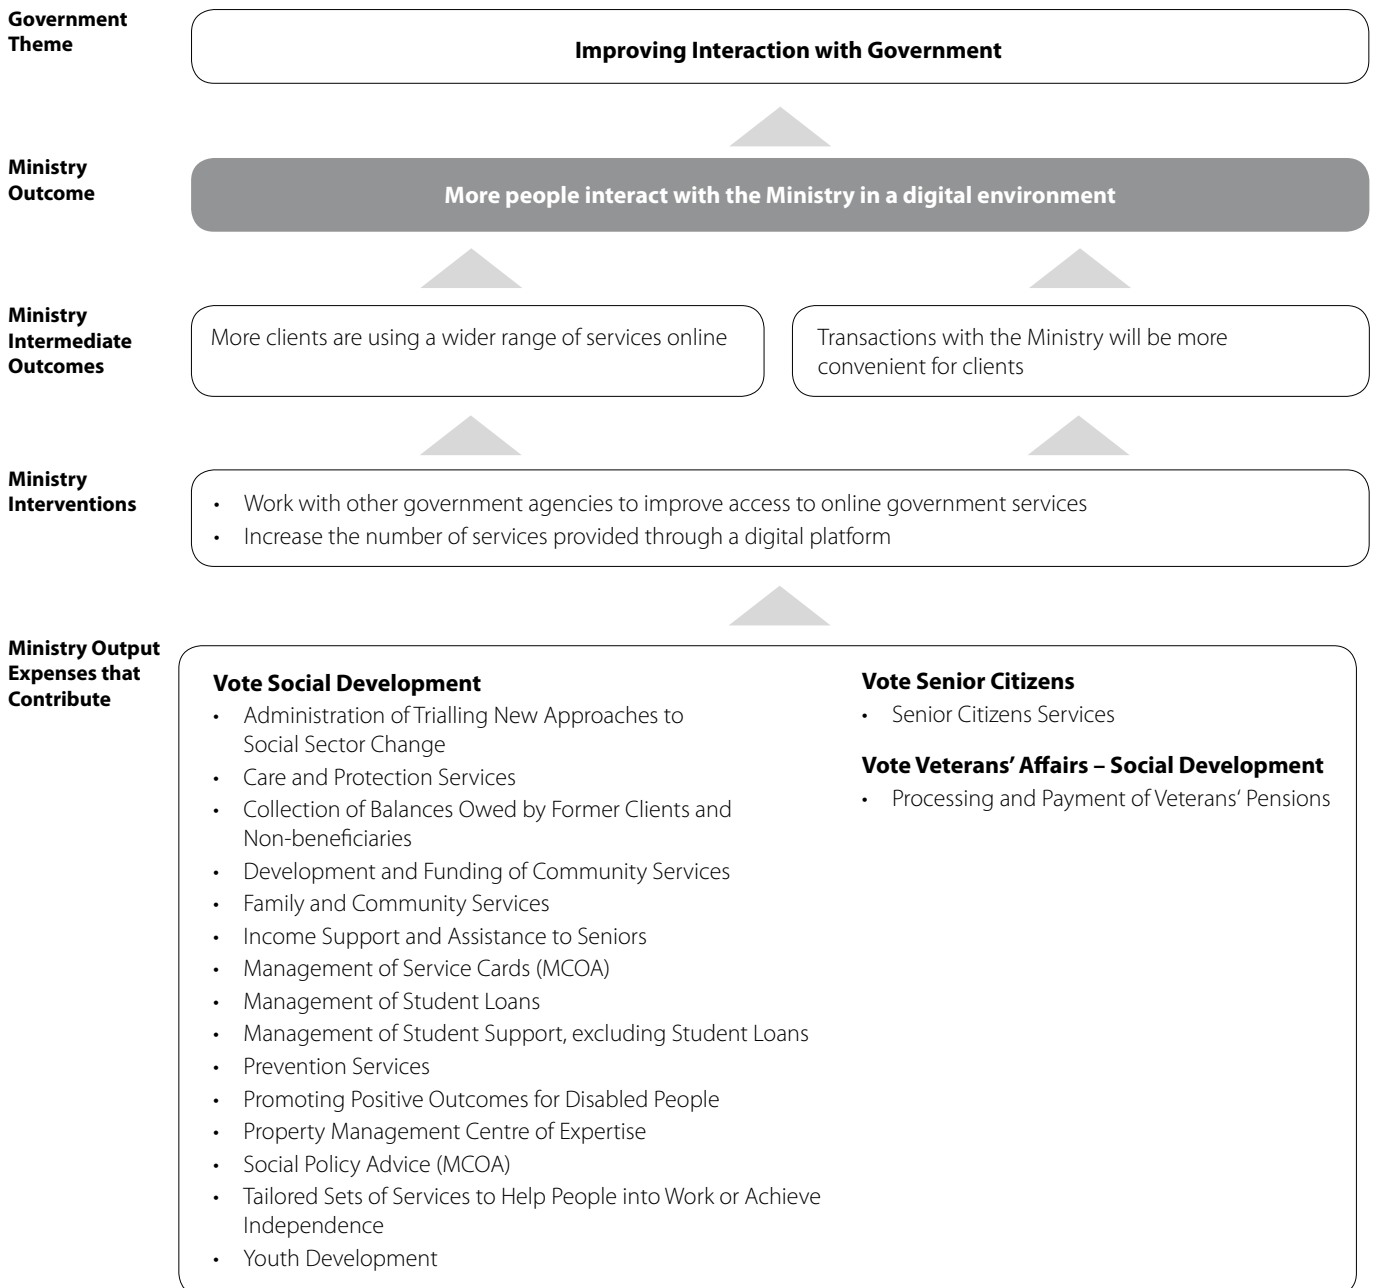 Government
Theme
Improving Interaction with Government
Ministry
Outcome
More people interact with the Ministry in a digital environment
Ministry
Intermediate
Outcomes
More clients are using a wider range of services online
Transactions with the Ministry will be more
convenient for clients
Ministry
Interventions
• Work with other government agencies to improve access to online government services
• Increase the number of services provided through a digital platform
Ministry Output
Expenses that
Contribute
Vote Social Development
• Administration of Trialling New Approaches to
Social Sector Change
• Care and Protection Services
• Collection of Balances Owed by Former Clients and
Non-beneficiaries
• Development and Funding of Community Services
• Family and Community Services
• Income Support and Assistance to Seniors
• Management of Service Cards (MCOA)
• Management of Student Loans
• Management of Student Support, excluding Student Loans
• Prevention Services
• Promoting Positive Outcomes for Disabled People
• Property Management Centre of Expertise
• Social Policy Advice (MCOA)
• Tailored Sets of Services to Help People into Work or Achieve
Independence
• Youth Development
Vote Senior Citizens
• Senior Citizens Services
Vote Veterans’ Affairs – Social Development
• Processing and Payment of Veterans‘ Pensions